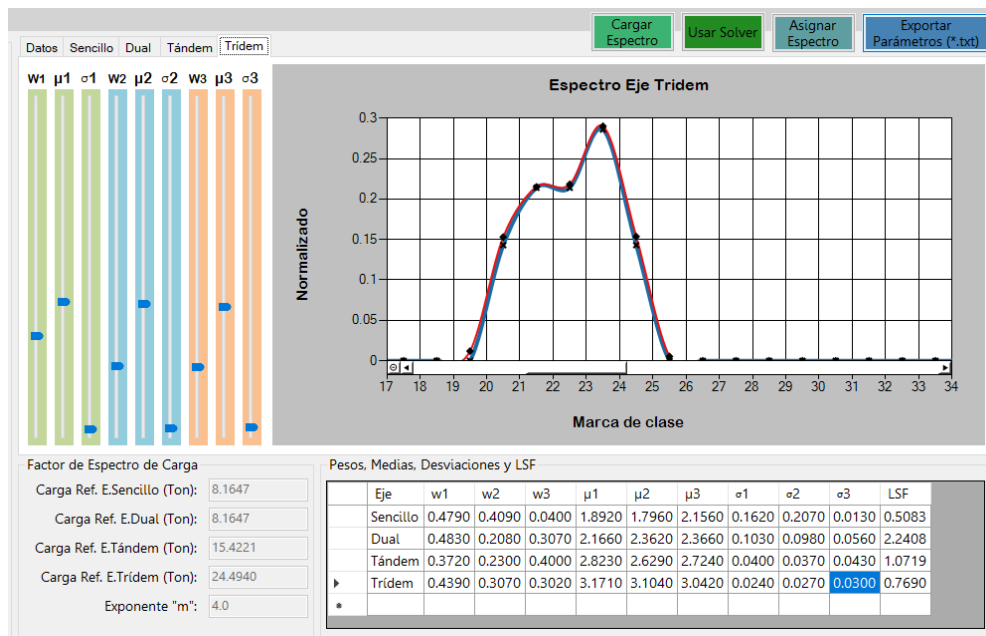 Cargar Espectro
Usar Solver
Asignar Espectro
Exportar Parámetros (*.txt)
Datos Sencillo Dual Tándem Trídem
w1 μ1 σ1 w2 μ2 σ2 w3 μ3 σ3
Espectro Eje Tridem
Normalizado
0.3
0.25
0.2
0.15
0.1
0.05
0
17 18 19 20 21 22 23 24 25 26 27 28 29 30 31 32 33 34
Marca de clase
Factor de Espectro de Carga
Carga Ref. E.Sencillo (Ton): 8.1647
Carga Ref. E.Dual (Ton): 8.1647
Carga Ref. E.Tándem (Ton): 15.4221
Carga Ref. E.Trídem (Ton): 24.4940
Exponente "m": 4.0
Pesos, Medias, Desviaciones y LSF
Eje w1 w2 w3 μ1 μ2 μ3 σ1 σ2 σ3 LSF
Sencillo 0.4790 0.4090 0.0400 1.8920 1.7960 2.1560 0.1620 0.2070 0.0130 0.5083
Dual 0.4830 0.2080 0.3070 2.1660 2.3620 2.3660 0.1030 0.0980 0.0560 2.2408
Tándem 0.3720 0.2300 0.4000 2.8230 2.6290 2.7240 0.0400 0.0370 0.0430 1.0719
Trídem 0.4390 0.3070 0.3020 3.1710 3.1040 3.0420 0.0240 0.0270 0.0300 0.7690